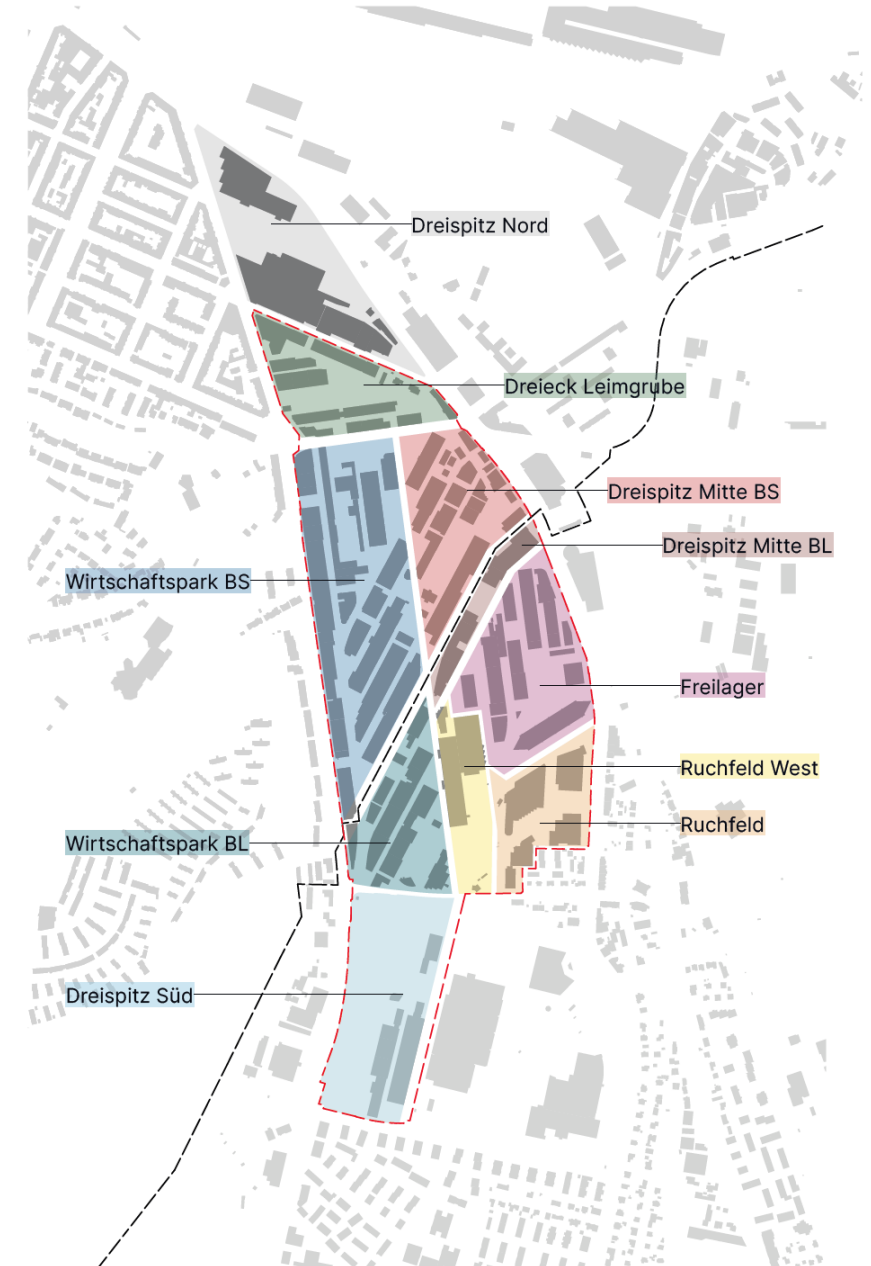 Dreispitz Nord
Dreieck Leimgrube
Dreispitz Mitte BS
Dreispitz Mitte BL
Wirtschaftspark BS
Freilager
Ruchfeld West
Ruchfeld
Wirtschaftspark BL
Dreispitz Süd